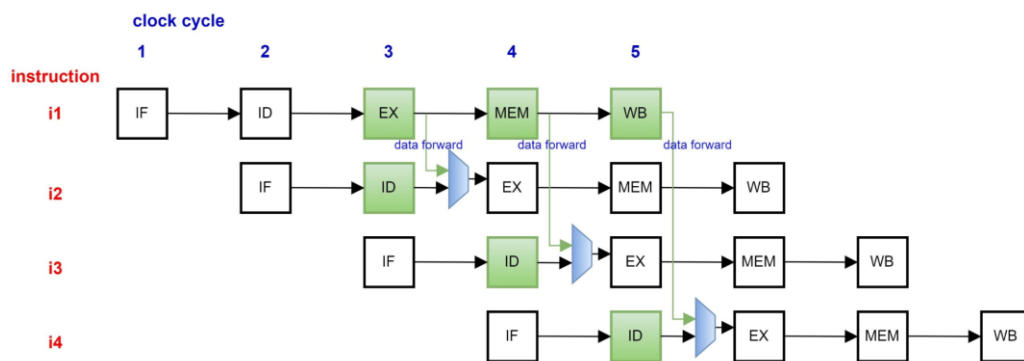 clock cycle
1 2 3 4 5
instruction
i1 IF ID EX MEM WB
data forward data forward data forward
i2 IF ID EX MEM WB
i3 IF ID EX MEM WB
i4 IF ID EX MEM WB